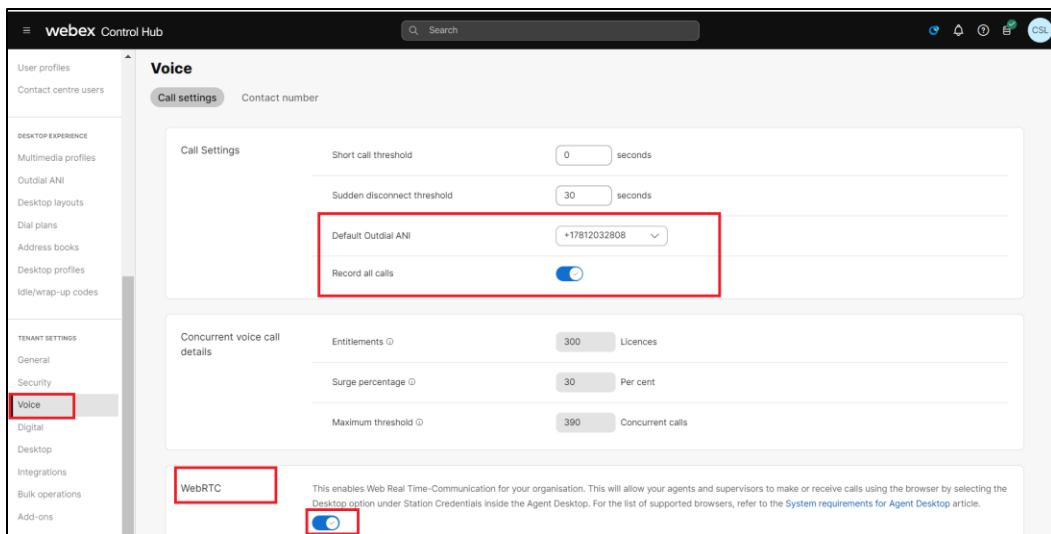 webex Control Hub
Search
CSL
User profiles
Contact centre users
DESKTOP EXPERIENCE
Multimedia profiles
Outdial ANI
Desktop layouts
Dial plans
Address books
Desktop profiles
Idle/wrap-up codes
TENANT SETTINGS
General
Security
Voice
Digital
Desktop
Integrations
Bulk operations
Add-ons
Voice
Call settings Contact number
Call Settings
Short call threshold 0 seconds
Sudden disconnect threshold 30 seconds
Default Outdial ANI +17812032808
Record all calls
Concurrent voice call
details
Entitlements 300 Licences
Surge percentage 30 Per cent
Maximum threshold 390 Concurrent calls
WebRTC
This enables Web Real Time-Communication for your organisation. This will allow your agents and supervisors to make or receive calls using the browser by selecting the
Desktop option under Station Credentials inside the Agent Desktop. For the list of supported browsers, refer to the System requirements for Agent Desktop article.